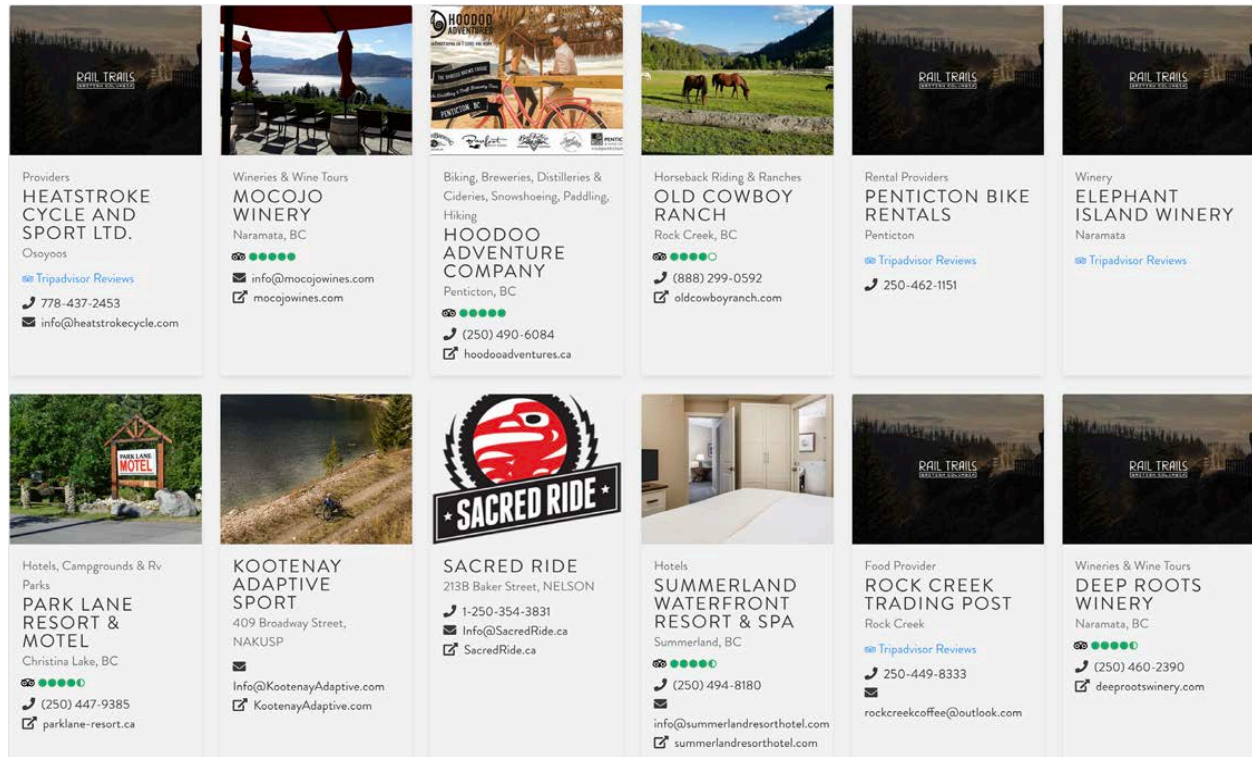 RAIL TRAILS
BRITISH COLUMBIA
Providers
HEATSTROKE
CYCLE AND
SPORT LTD.
Osoyoos
Tripadvisor Reviews
778-437-2453
info@heatstrokecycle.com
Wineries & Wine Tours
MOCOJO
WINERY
Naramata, BC
info@mocojowines.com
mocojowines.com
HOODOO
ADVENTURES
PENTICTON BC
Barefoot
PENTIC
Biking, Breweries, Distilleries &
Cideries, Snowshoeing, Paddling,
Hiking
HOODOO
ADVENTURE
COMPANY
Penticton, BC
(250) 490-6084
hoodooadventures.ca
Horseback Riding & Ranches
OLD COWBOY
RANCH
Rock Creek, BC
(888) 299-0592
oldcowboyranch.com
RAIL TRAILS
BRITISH COLUMBIA
Rental Providers
PENTICTON BIKE
RENTALS
Penticton
Tripadvisor Reviews
250-462-1151
RAIL TRAILS
BRITISH COLUMBIA
Winery
ELEPHANT
ISLAND WINERY
Naramata
Tripadvisor Reviews
PARK LANE
MOTEL
Hotels, Campgrounds & Rv
Parks
PARK LANE
RESORT &
MOTEL
Christina Lake, BC
(250) 447-9385
parklane-resort.ca
KOOTENAY
ADAPTIVE
SPORT
409 Broadway Street,
NAKUSP
Info@KootenayAdaptive.com
KootenayAdaptive.com
SACRED RIDE
SACRED RIDE
213B Baker Street, NELSON
1-250-354-3831
Info@SacredRide.ca
SacredRide.ca
Hotels
SUMMERLAND
WATERFRONT
RESORT & SPA
Summerland, BC
(250) 494-8180
info@summerlandresorthotel.com
summerlandresorthotel.com
RAIL TRAILS
BRITISH COLUMBIA
Food Provider
ROCK CREEK
TRADING POST
Rock Creek
Tripadvisor Reviews
250-449-8333
rockcreekcoffee@outlook.com
RAIL TRAILS
BRITISH COLUMBIA
Wineries & Wine Tours
DEEP ROOTS
WINERY
Naramata, BC
(250) 460-2390
deeprootswinery.com